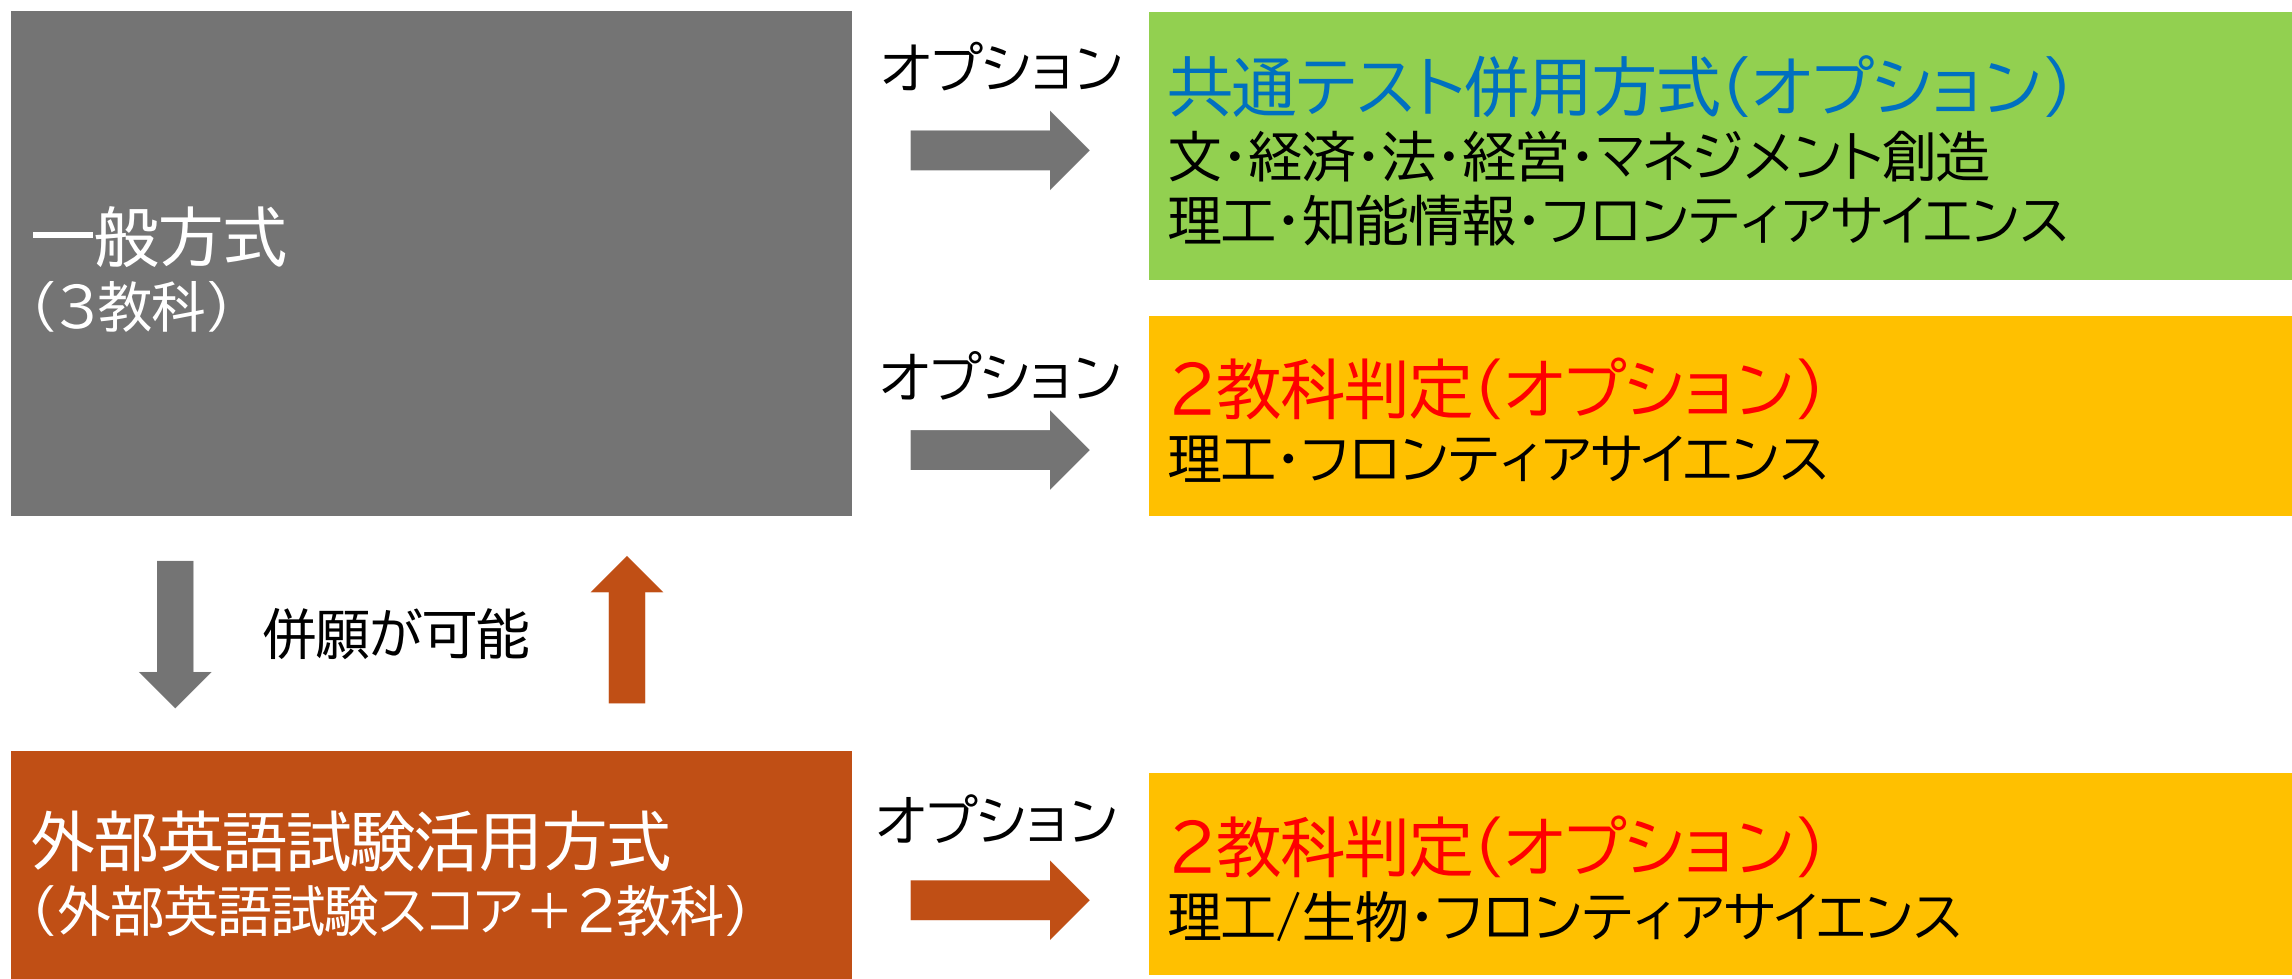 一般方式
（3教科）
オプション
共通テスト併用方式（オプション）
文・経済・法・経営・マネジメント創造
理工・知能情報・フロンティアサイエンス
オプション
2教科判定（オプション）
理工・フロンティアサイエンス
併願が可能
外部英語試験活用方式
（外部英語試験スコア＋2教科）
オプション
2教科判定（オプション）
理工/生物・フロンティアサイエンス